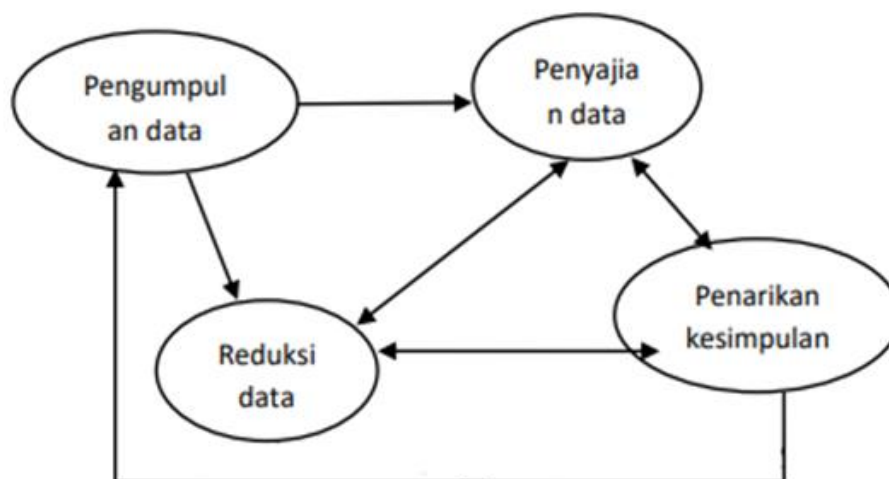 Pengumpul
an data
Penyajia
n data
Penarikan
kesimpulan
Reduksi
data